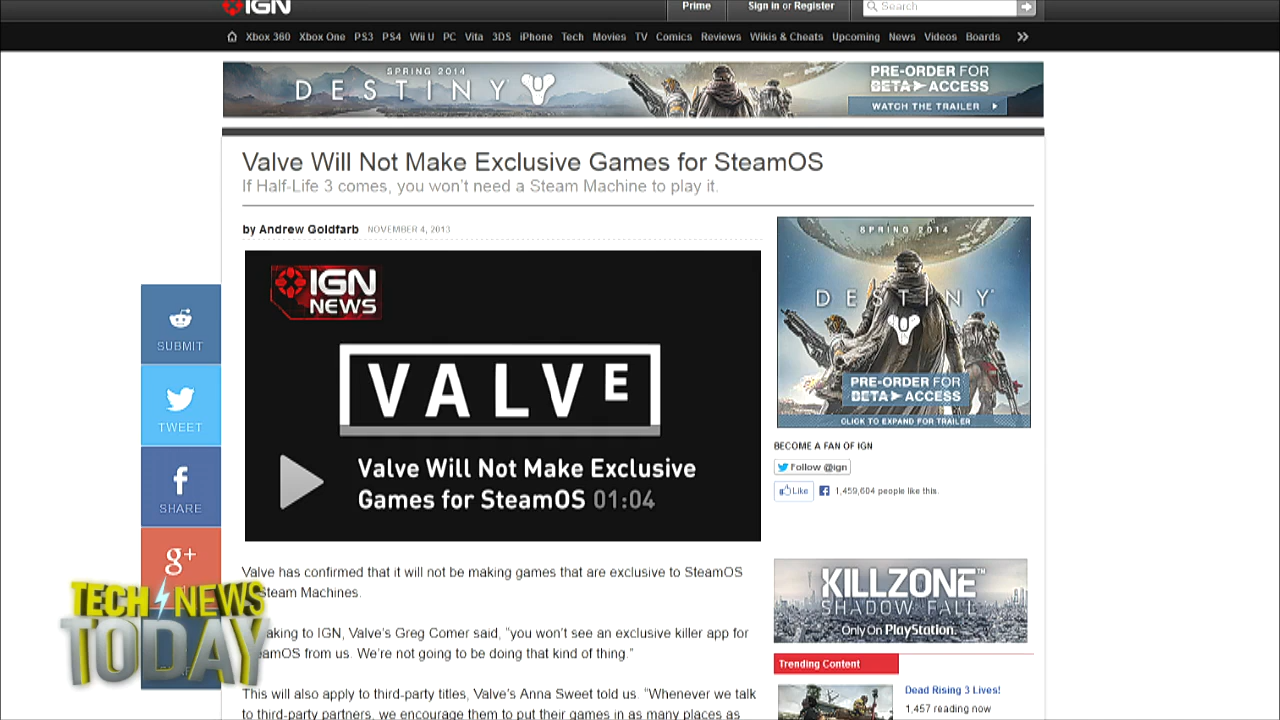 IGN
Prime
Sign in or Register
Search
Xbox 360 Xbox One PS3 PS4 Wii U PC Vita 3DS iPhone Tech Movies TV Comics Reviews Wikis & Cheats Upcoming News Videos Boards
SPRING 2014
DESTINY
PRE-ORDER FOR
BETA ACCESS
WATCH THE TRAILER
Valve Will Not Make Exclusive Games for SteamOS
If Half-Life 3 comes, you won't need a Steam Machine to play it.
by Andrew Goldfarb NOVEMBER 4, 2013
IGN
NEWS
VALVE
Valve Will Not Make Exclusive
Games for SteamOS 01:04
SUBMIT
TWEET
SHARE
g+
SPRING 2014
DESTINY
PRE-ORDER FOR
BETA ACCESS
CLICK TO EXPAND FOR TRAILER
BECOME A FAN OF IGN
Follow @ign
Like 1,459,604 people like this.
KILLZONE™
SHADOW FALL
Only On PlayStation.
Trending Content
Dead Rising 3 Lives!
1,457 reading now
Valve has confirmed that it will not be making games that are exclusive to SteamOS
Steam Machines.
aking to IGN, Valve's Greg Comer said, "you won't see an exclusive killer app for
amOS from us. We're not going to be doing that kind of thing."
This will also apply to third-party titles, Valve's Anna Sweet told us. "Whenever we talk
to third-party partners, we encourage them to put their games in as many places as
TECH NEWS
TODAY